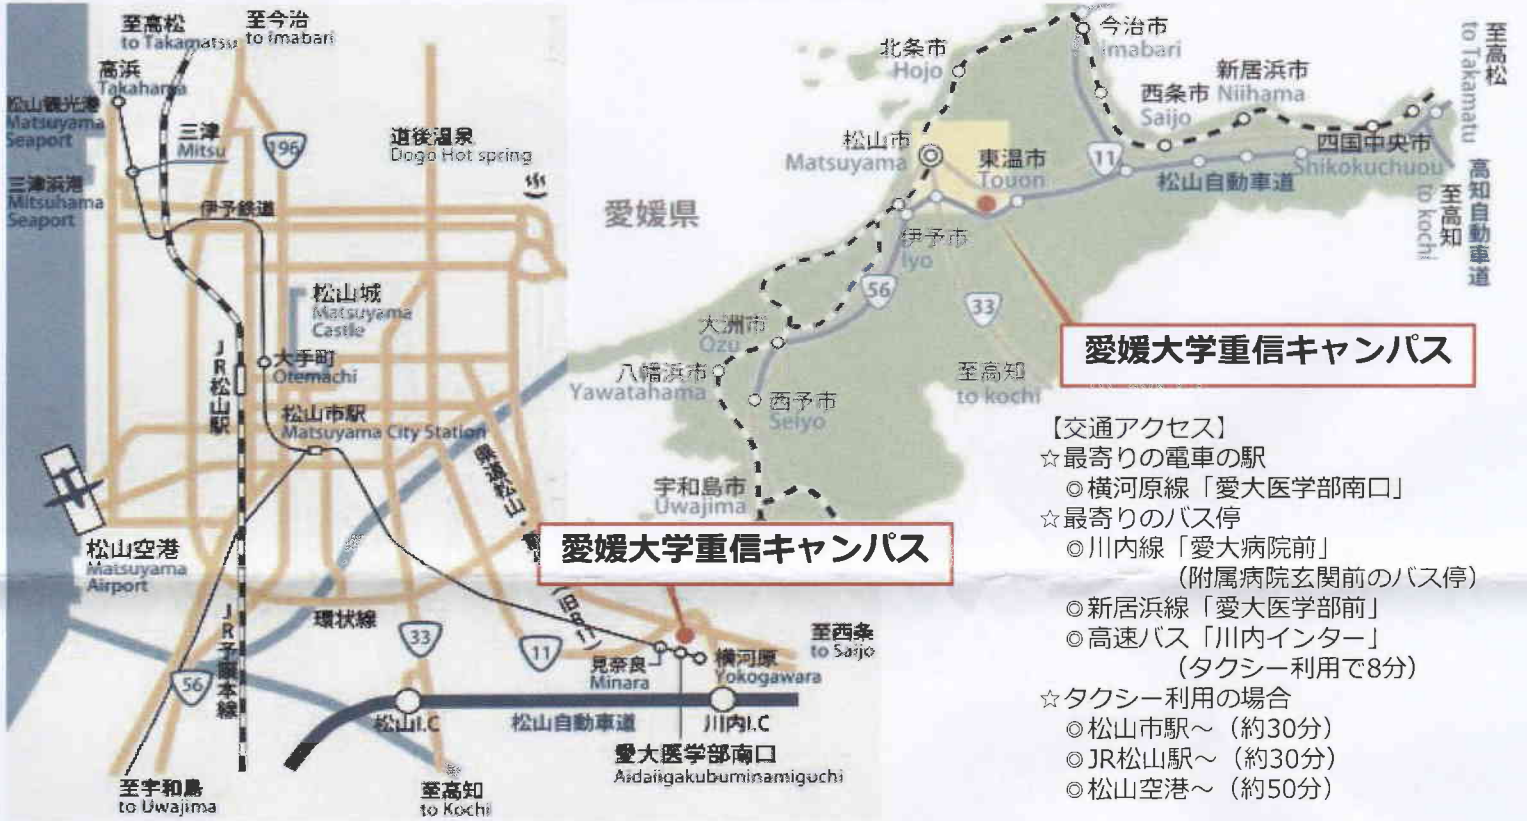 至高松
to Takamatsu
至今治
to Imabari
高浜
Takahama
松山観光港
Matsuyama
Seaport
三津
Mitsu
196
道後温泉
Dogo Hot spring
三津浜港
Mitsuhama
Seaport
伊予鉄道
松山城
Matsuyama
Castle
JR松山駅
大手町
Otemachi
松山市駅
Matsuyama City Station
県道松山・
(旧R11)
松山空港
Matsuyama
Airport
愛媛大学重信キャンパス
環状線
33
11
56
JR予讃本線
見奈良
Minara
横河原
Yokogawara
至西条
to Saijo
松山I.C
松山自動車道
川内I.C
愛大医学部南口
Aidaiigakubuminamiguchi
至宇和島
to Uwajima
至高知
to Kochi
今治市
Imabari
北条市
Hojo
新居浜市
Niihama
西条市
Saijo
至高松
to Takamatu
松山市
Matsuyama
東温市
Touon
11
四国中央市
Shikokuchuou
松山自動車道
高知自動車道
至高知
to kochi
愛媛県
伊予市
Iyo
56
33
大洲市
Ozu
八幡浜市
Yawatahama
西予市
Seiyo
至高知
to kochi
宇和島市
Uwajima
愛媛大学重信キャンパス
【交通アクセス】
☆最寄りの電車の駅
◎横河原線「愛大医学部南口」
☆最寄りのバス停
◎川内線「愛大病院前」
(附属病院玄関前のバス停)
◎新居浜線「愛大医学部前」
◎高速バス「川内インター」
(タクシー利用で8分)
☆タクシー利用の場合
◎松山市駅~(約30分)
◎JR松山駅~(約30分)
◎松山空港~(約50分)